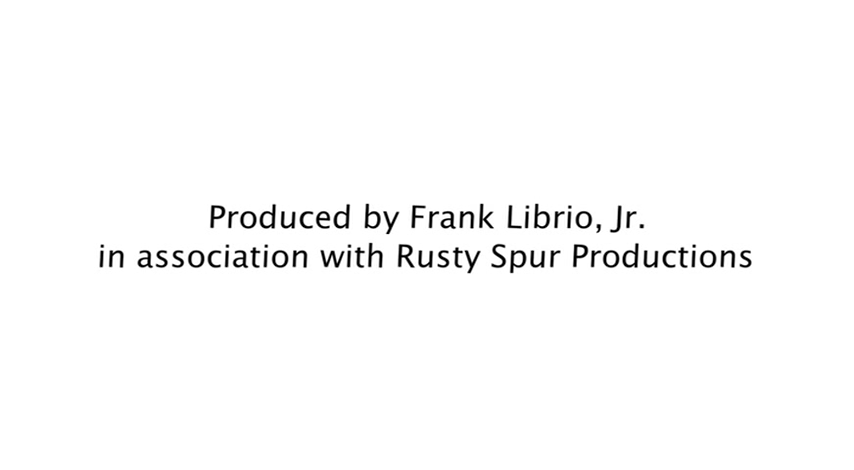 Produced by Frank Librio, Jr.
in association with Rusty Spur Productions